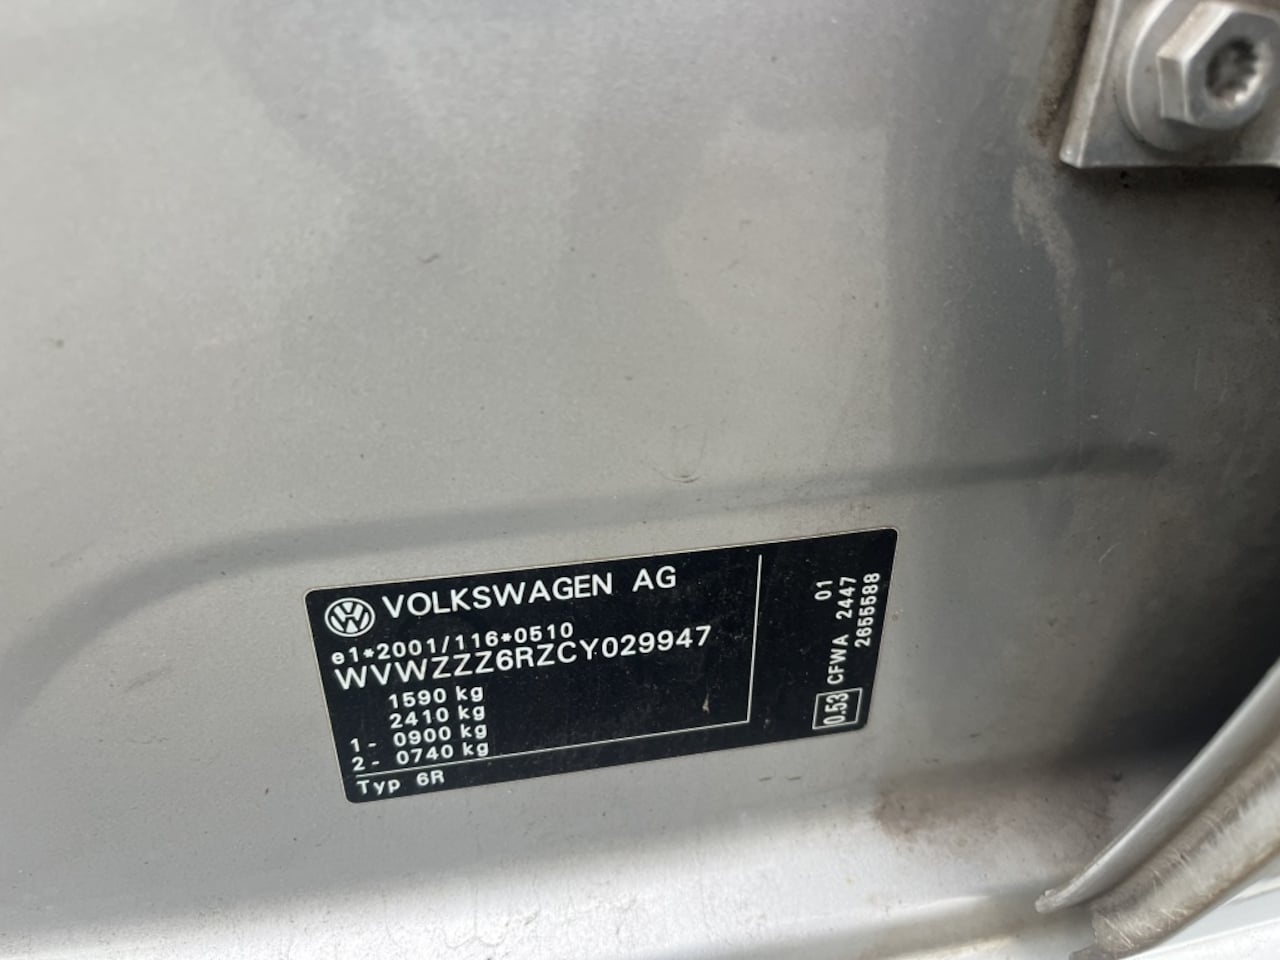 VOLKSWAGEN AG
e1*2001/116*0510
WVWZZZ6RZCY029947
1590 kg
2410 kg
1- 0900 kg
2- 0740 kg
Typ 6R
01
CFWA 2447
2655588
0.53